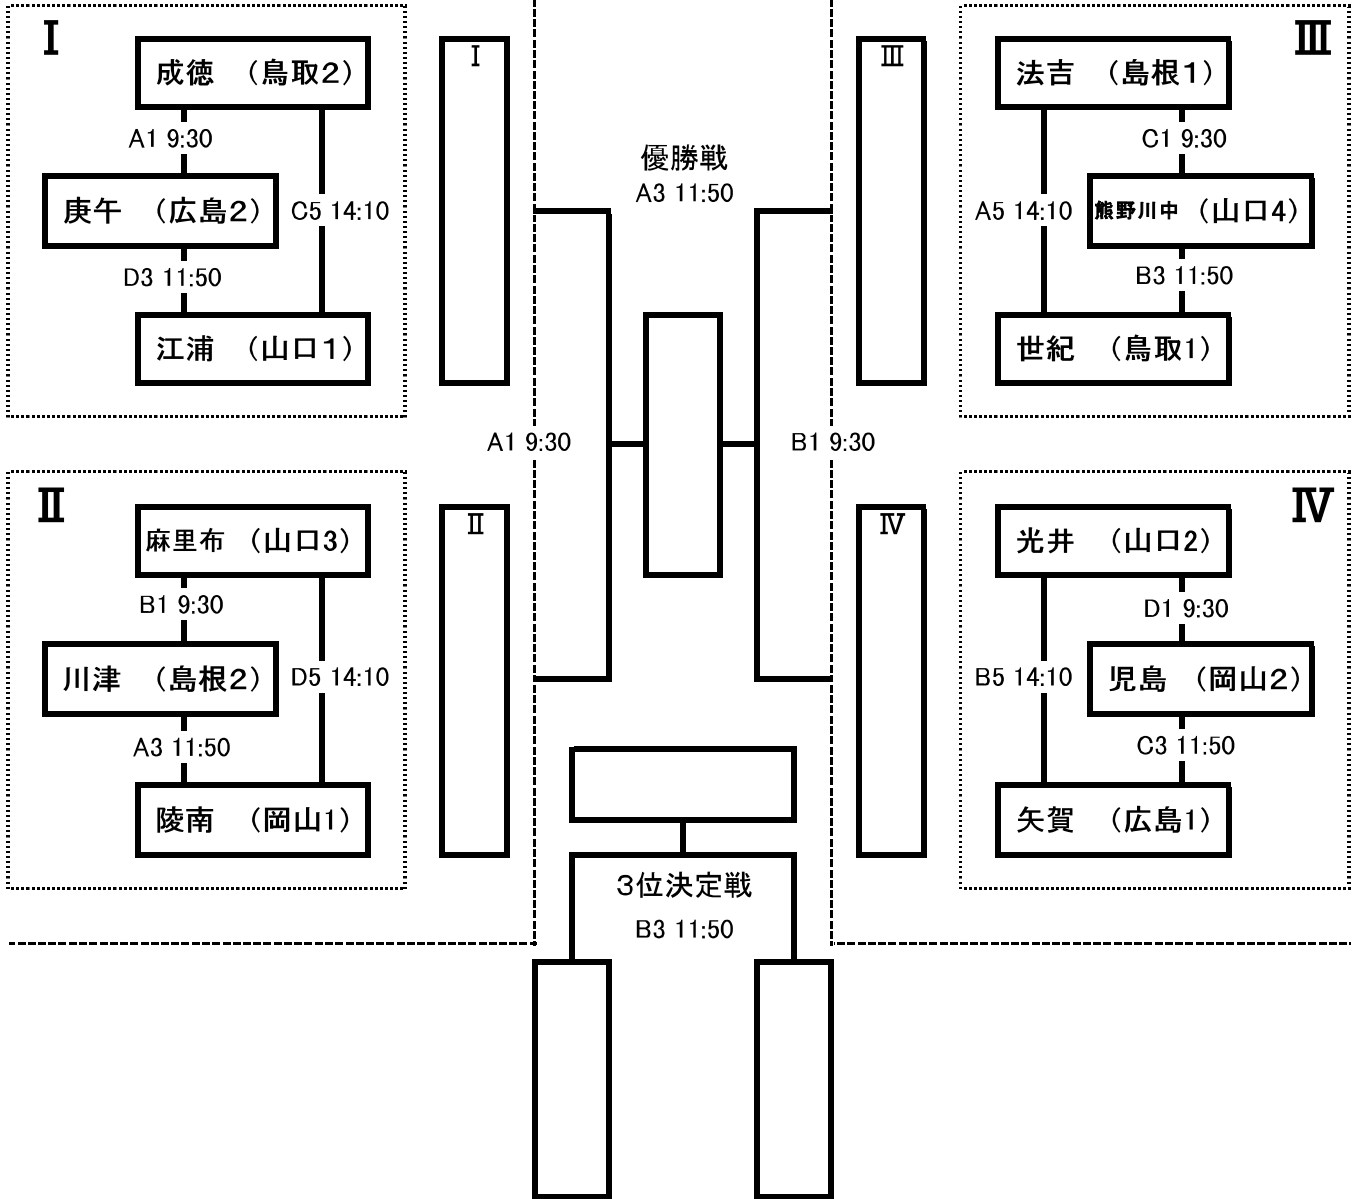 Ⅰ
成徳　（鳥取２）
A1 9:30
庚午　（広島2）
C5 14:10
D3 11:50
江浦　（山口１）
Ⅱ
麻里布　（山口3）
B1 9:30
川津　（島根2）
D5 14:10
A3 11:50
陵南　（岡山1）
Ⅰ
Ⅱ
A1 9:30
優勝戦
A3 11:50
B1 9:30
３位決定戦
B3 11:50
Ⅲ
Ⅳ
Ⅲ
法吉　（島根１）
C1 9:30
A5 14:10
熊野川中　（山口4）
B3 11:50
世紀　（鳥取1）
Ⅳ
光井　（山口2）
D1 9:30
B5 14:10
児島　（岡山2）
C3 11:50
矢賀　（広島1）